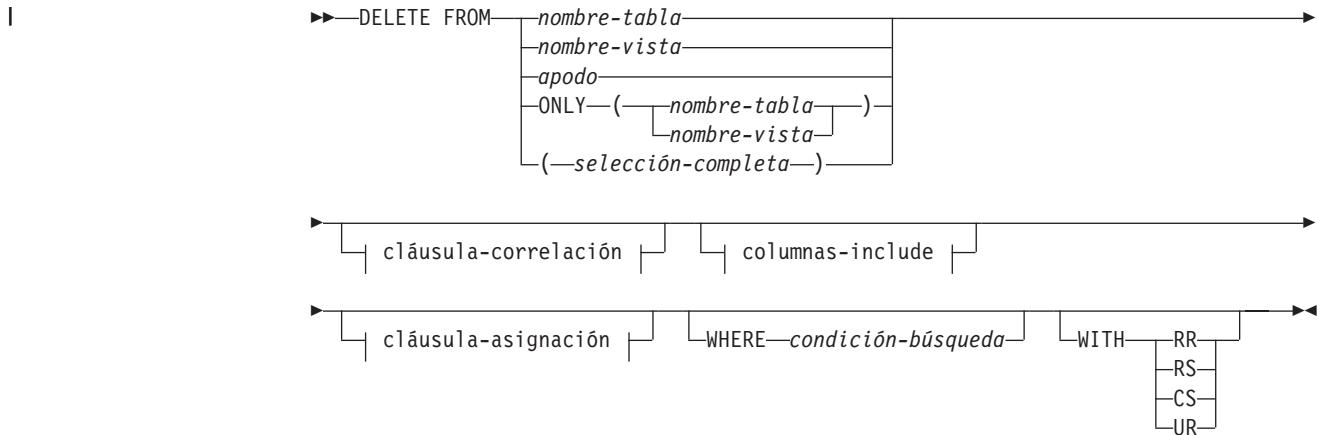 DELETE FROM nombre-tabla
nombre-vista
apodo
ONLY ( nombre-tabla )
nombre-vista
( selección-completa )
cláusula-correlación columnas-include
cláusula-asignación WHERE condición-búsqueda WITH RR
RS
CS
UR